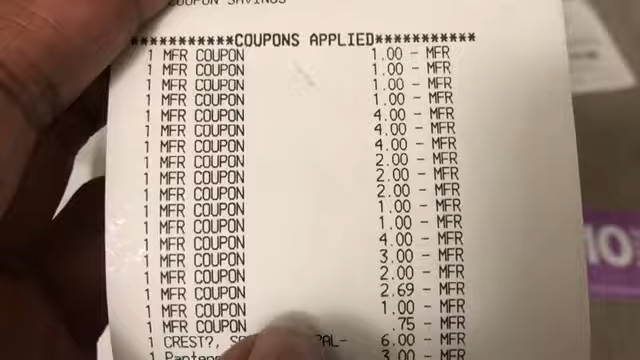 COUPON SAVINGS
***********COUPONS APPLIED***********
1 MFR COUPON 1.00 - MFR
1 MFR COUPON 1.00 - MFR
1 MFR COUPON 1.00 - MFR
1 MFR COUPON 1.00 - MFR
1 MFR COUPON 4.00 - MFR
1 MFR COUPON 4.00 - MFR
1 MFR COUPON 4.00 - MFR
1 MFR COUPON 2.00 - MFR
1 MFR COUPON 2.00 - MFR
1 MFR COUPON 2.00 - MFR
1 MFR COUPON 1.00 - MFR
1 MFR COUPON 1.00 - MFR
1 MFR COUPON 4.00 - MFR
1 MFR COUPON 3.00 - MFR
1 MFR COUPON 2.00 - MFR
1 MFR COUPON 2.69 - MFR
1 MFR COUPON 1.00 - MFR
1 MFR COUPON .75 - MFR
1 CREST?, 6.00 - MFR
1 Pantene 3.00 - MFR
10